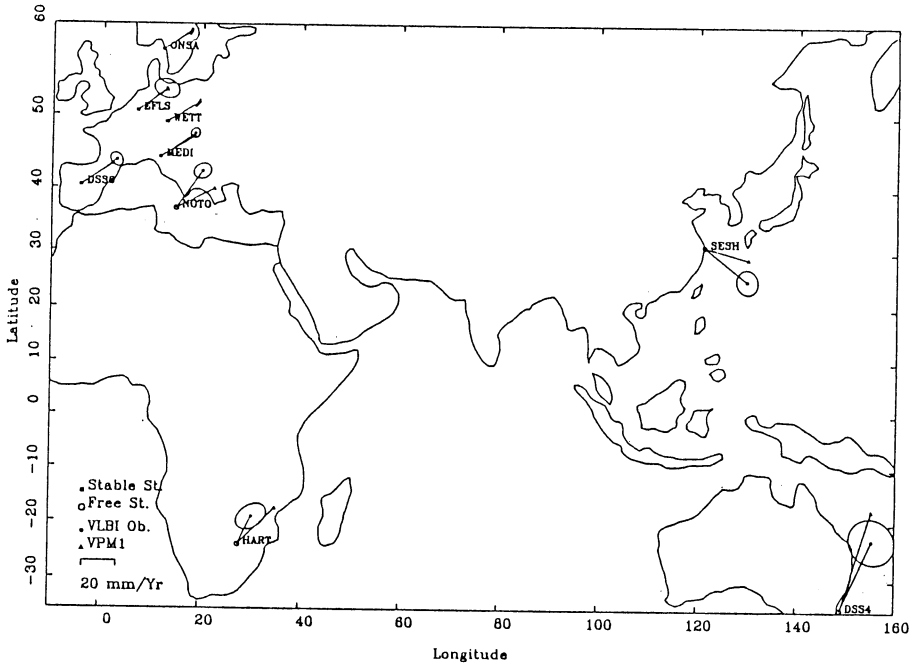 60
50
40
30
20
10
0
-10
-20
-30
Latitude
ONSA
EFLS
WETT
MEDI
DSS6
NOTO
SESH
HART
DSS4
Stable St.
Free St.
VLBI Ob.
VPM1
20 mm/Yr
0
20
40
60
80
100
120
140
160
Longitude